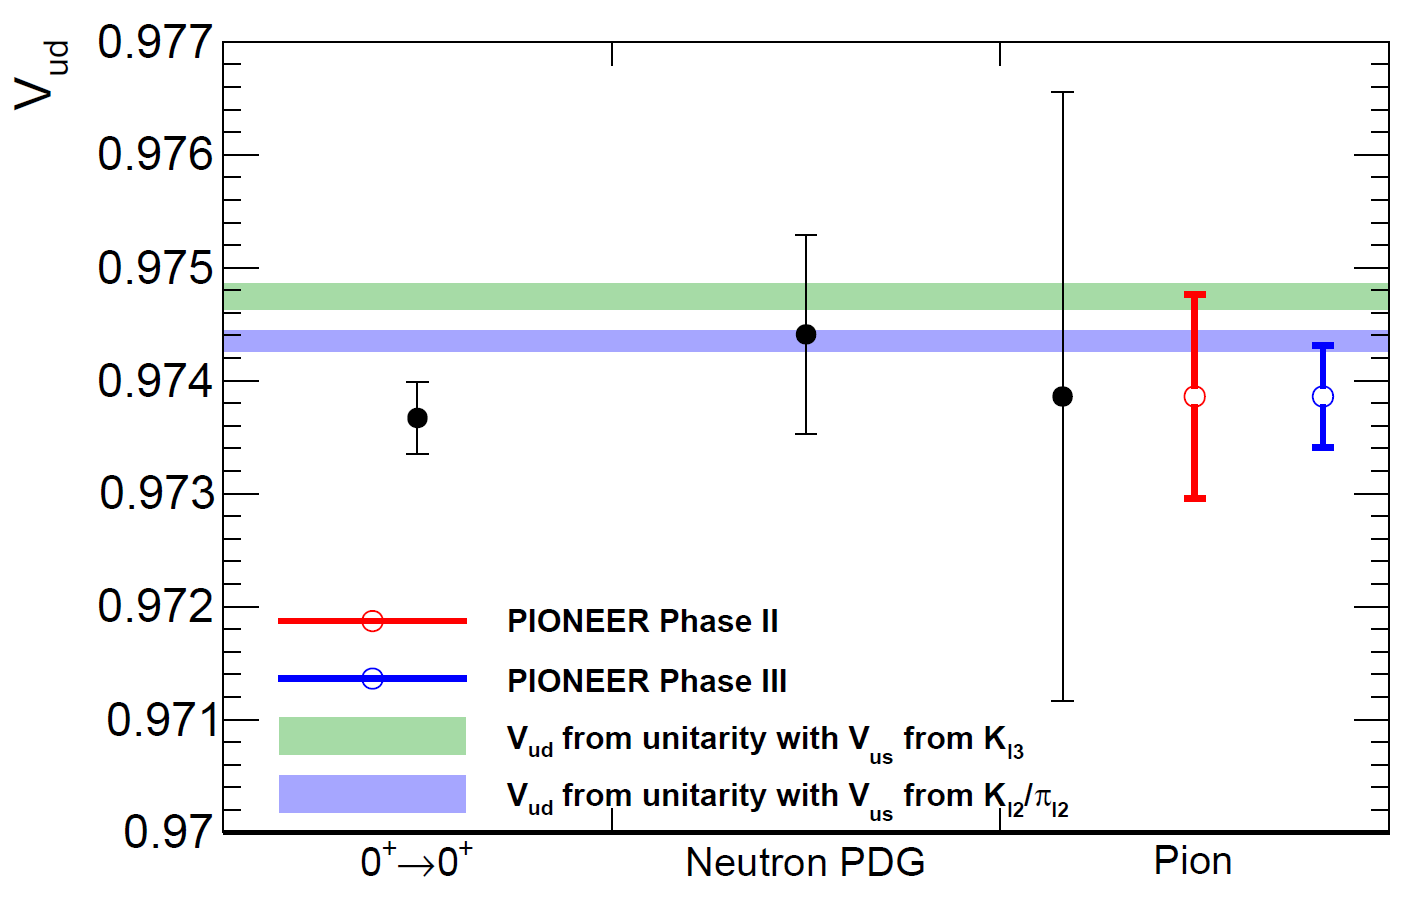 V_ud
0.977
0.976
0.975
0.974
0.973
0.972
0.971
0.97
PIONEER Phase II
PIONEER Phase III
V_ud from unitarity with V_us from K_l3
V_ud from unitarity with V_us from K_l2/π_l2
0⁺→0⁺
Neutron PDG
Pion